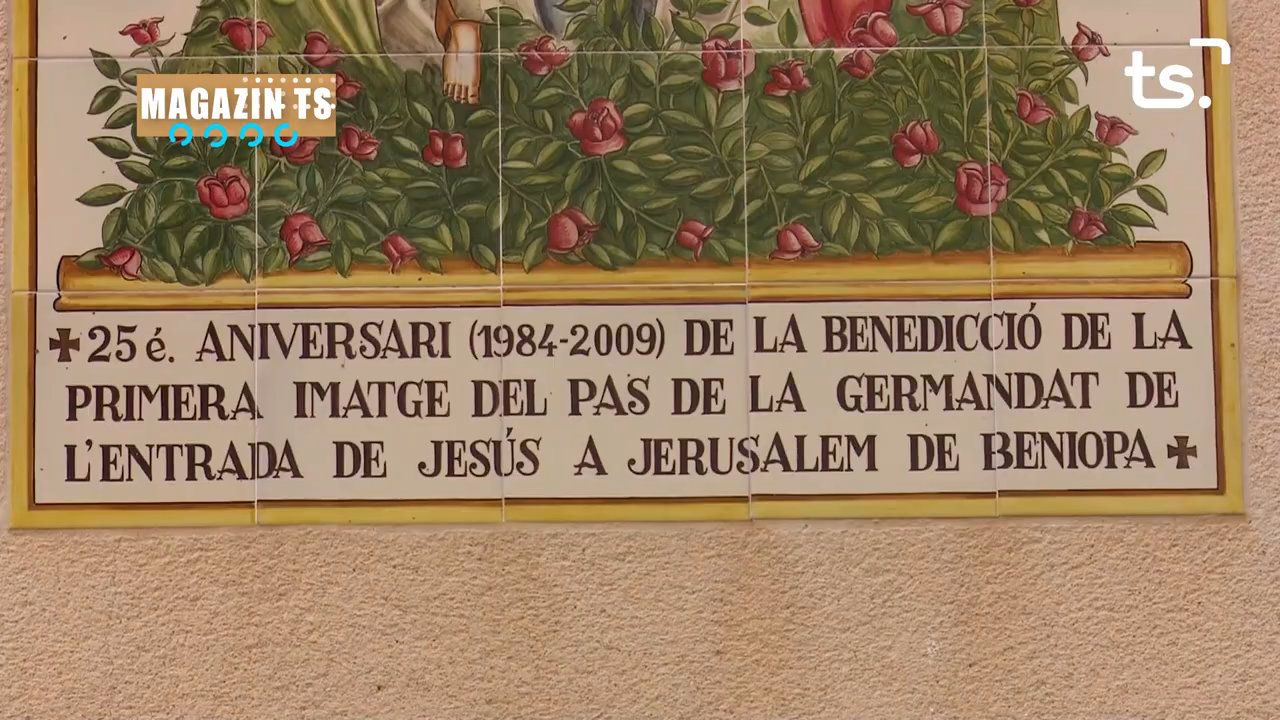 MAGAZIN TS
ts.
✠25é. ANIVERSARI (1984-2009) DE LA BENEDICCIÓ DE LA
PRIMERA IMATGE DEL PAS DE LA GERMANDAT DE
L'ENTRADA DE JESÚS A JERUSALEM DE BENIOPA✠